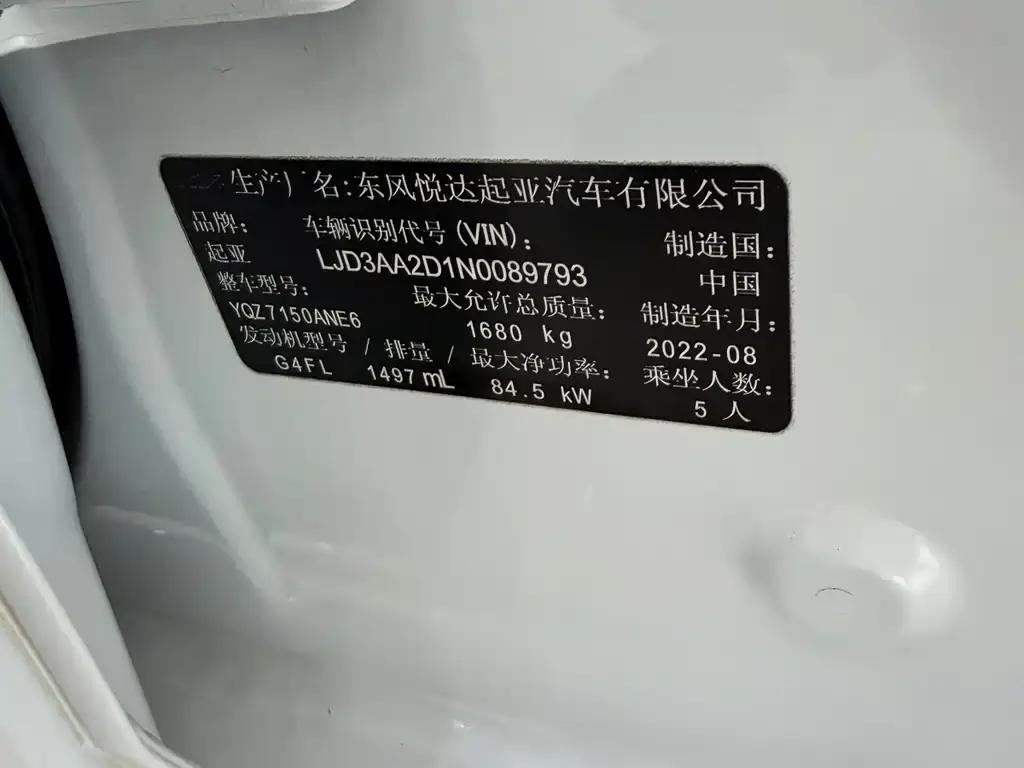 生产厂名:东风悦达起亚汽车有限公司
品牌: 车辆识别代号(VIN): 制造国:
起亚 LJD3AA2D1N0089793 中国
整车型号: 最大允许总质量: 制造年月:
YQZ7150ANE6 1680 kg 2022-08
发动机型号 / 排量 / 最大净功率: 乘坐人数:
G4FL 1497mL 84.5 kW 5 人